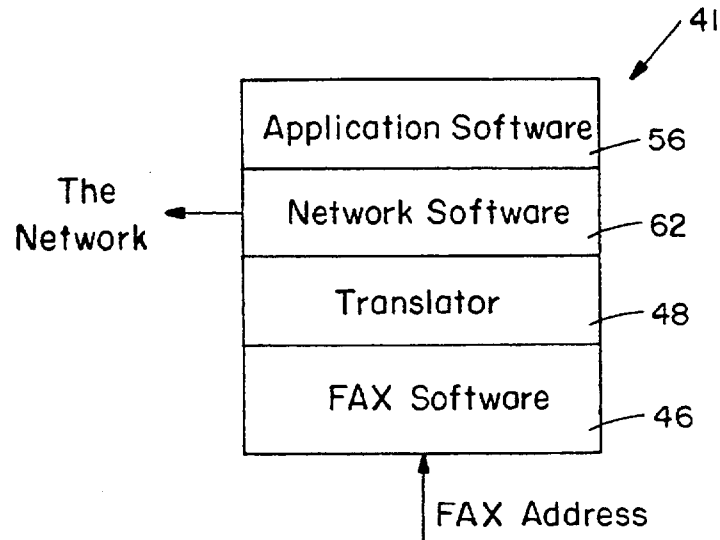 41
Application Software
56
The
Network
Network Software
62
Translator
48
FAX Software
46
FAX Address